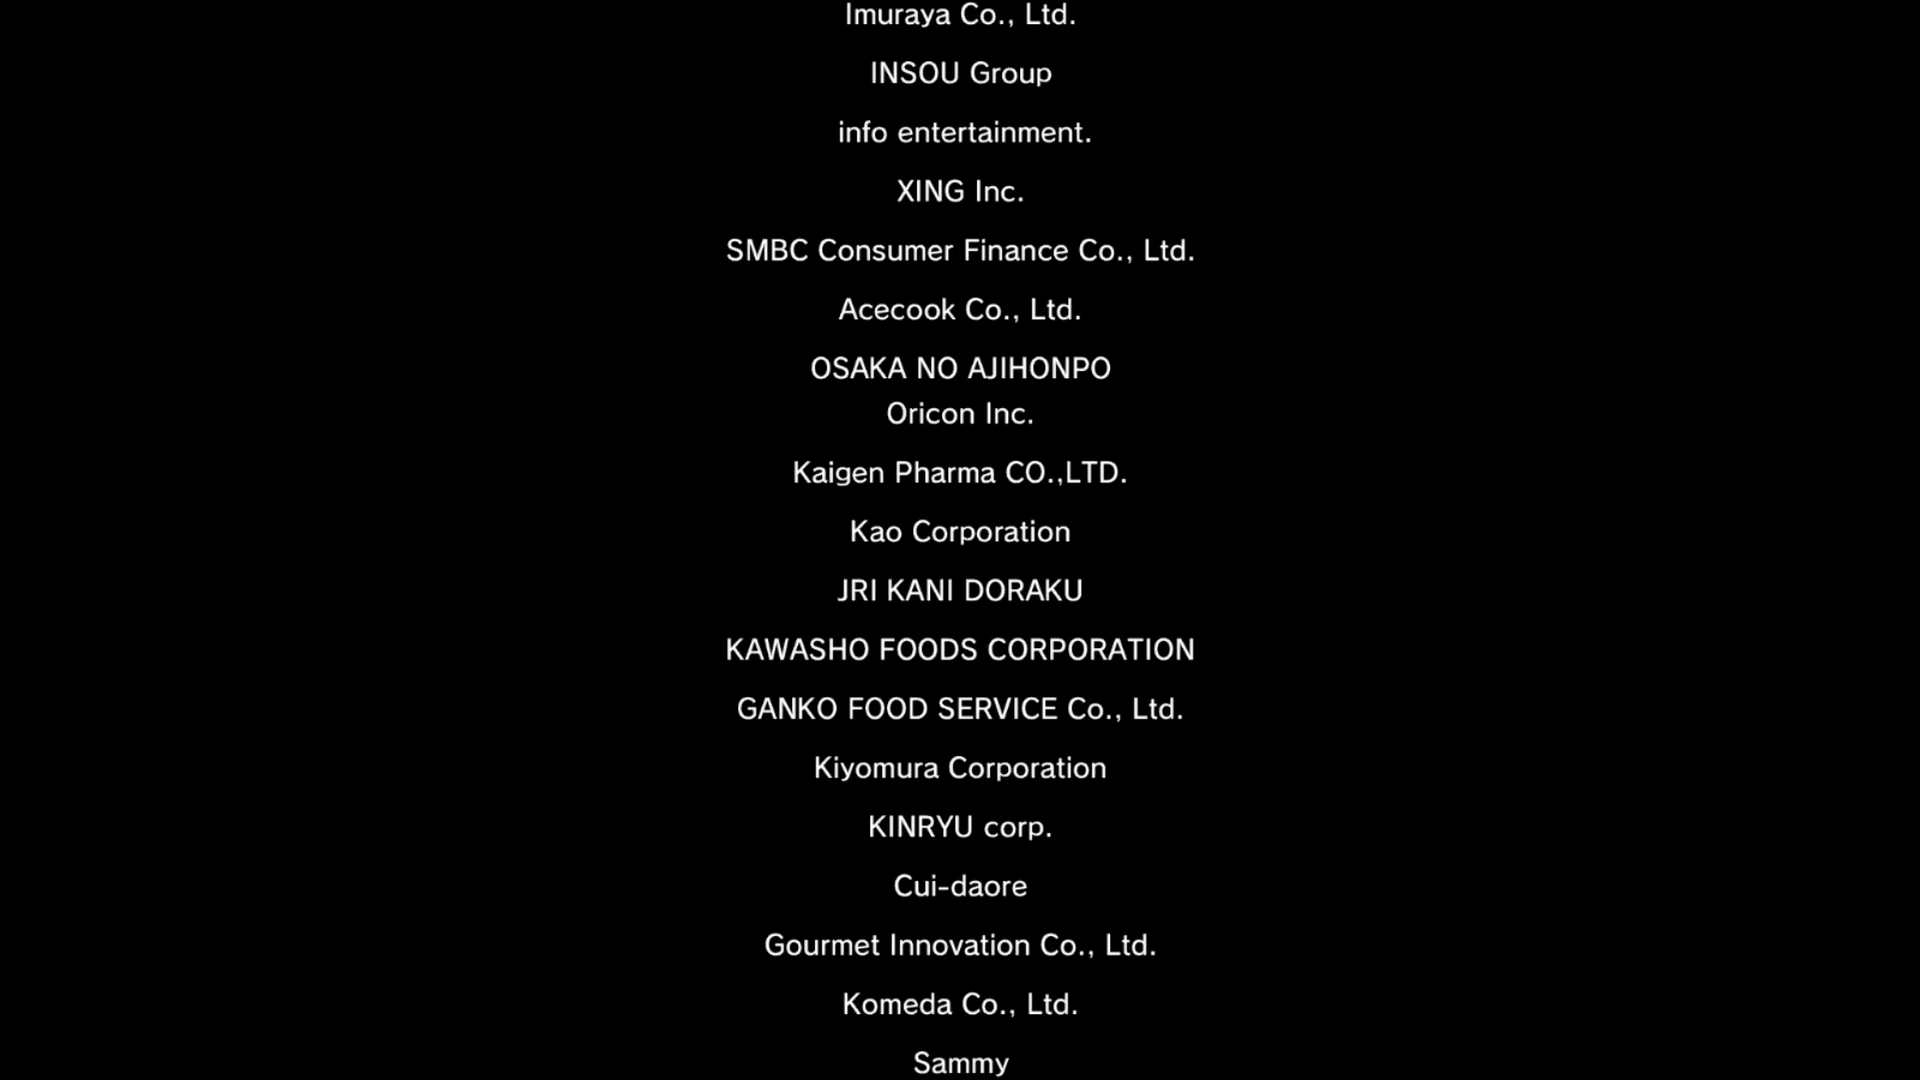 Imuraya Co., Ltd.
INSOU Group
info entertainment.
XING Inc.
SMBC Consumer Finance Co., Ltd.
Acecook Co., Ltd.
OSAKA NO AJIHONPO
Oricon Inc.
Kaigen Pharma CO.,LTD.
Kao Corporation
JRI KANI DORAKU
KAWASHO FOODS CORPORATION
GANKO FOOD SERVICE Co., Ltd.
Kiyomura Corporation
KINRYU corp.
Cui-daore
Gourmet Innovation Co., Ltd.
Komeda Co., Ltd.
Sammy